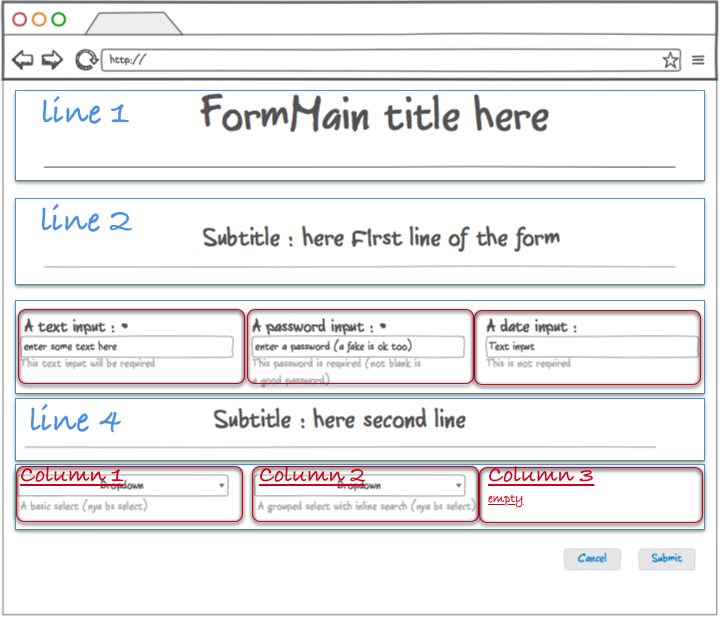 http://
line 1
FormMain title here
line 2
Subtitle : here FIrst line of the form
A text input : *
A password input : *
A date input :
enter some text here
enter a password (a fake is ok too)
Text input
This text input will be required
This password is required (not blank is
a good password)
This is not required
line 4
Subtitle : here second line
Column 1
Column 2
Column 3
Dropdown
Dropdown
empty
A basic select (nya bs select)
A grouped select with inline search (nya bs select)
Cancel
Submit